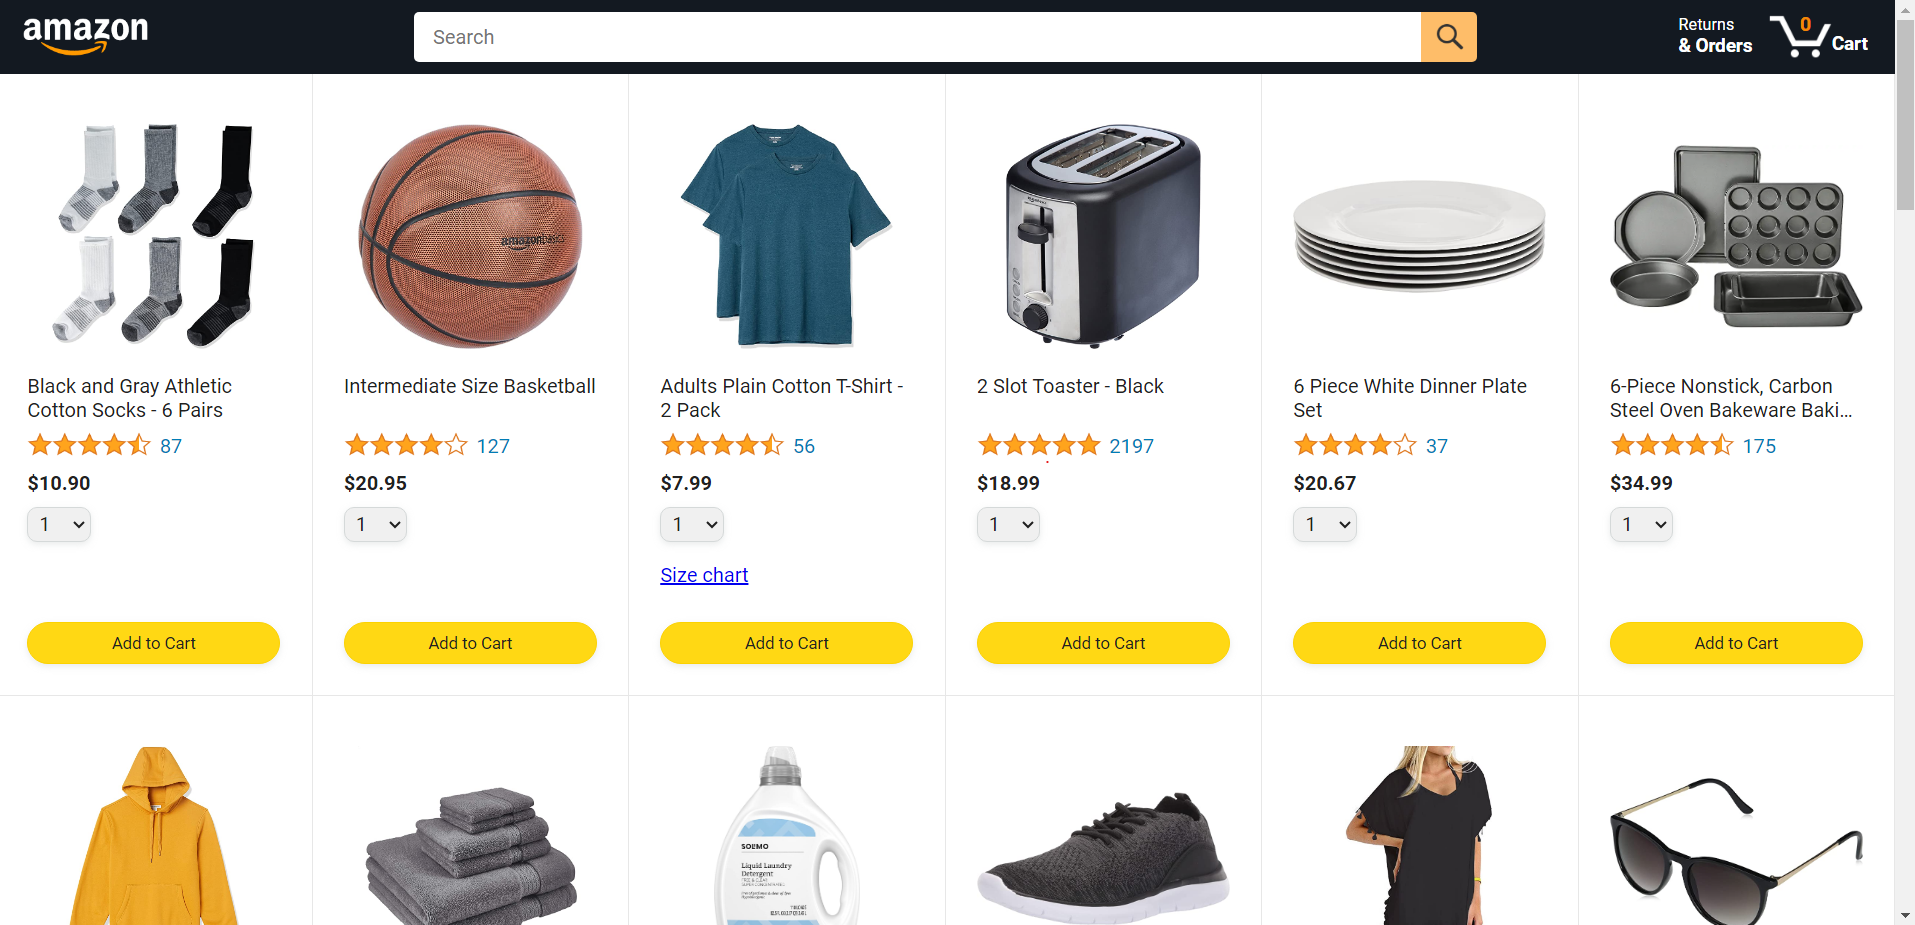 amazon
Search
Returns
& Orders
0
Cart
amazonbasics
Black and Gray Athletic
Cotton Socks - 6 Pairs
87
$10.90
1
Add to Cart
Intermediate Size Basketball
127
$20.95
1
Add to Cart
Adults Plain Cotton T-Shirt -
2 Pack
56
$7.99
1
Size chart
Add to Cart
2 Slot Toaster - Black
2197
$18.99
1
Add to Cart
6 Piece White Dinner Plate
Set
37
$20.67
1
Add to Cart
6-Piece Nonstick, Carbon
Steel Oven Bakeware Baki...
175
$34.99
1
Add to Cart
SOLIMO
Liquid Laundry
Detergent
FREE & CLEAR